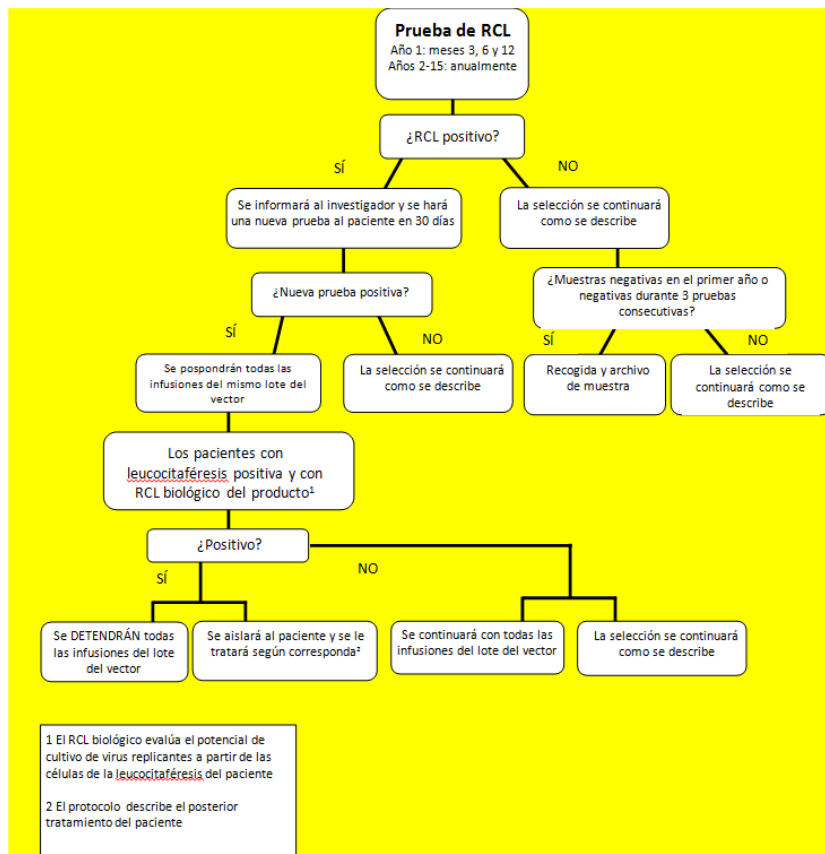 Prueba de RCL
Año 1: meses 3, 6 y 12
Años 2-15: anualmente
¿RCL positivo?
SÍ
NO
Se informará al investigador y se hará
una nueva prueba al paciente en 30 días
La selección se continuará
como se describe
¿Nueva prueba positiva?
¿Muestras negativas en el primer año o
negativas durante 3 pruebas
consecutivas?
SÍ
NO
SÍ
NO
Se pospondrán todas las
infusiones del mismo lote del
vector
La selección se continuará
como se describe
Recogida y archivo
de muestra
La selección se
continuará como se
describe
Los pacientes con
leucocitaféresis positiva y con
RCL biológico del producto¹
¿Positivo?
SÍ
NO
Se DETENDRÁN todas
las infusiones del lote
del vector
Se aislará al paciente y se le
tratará según corresponda²
Se continuará con todas las
infusiones del lote del vector
La selección se continuará
como se describe
1 El RCL biológico evalúa el potencial de
cultivo de virus replicantes a partir de las
células de la leucocitaféresis del paciente
2 El protocolo describe el posterior
tratamiento del paciente